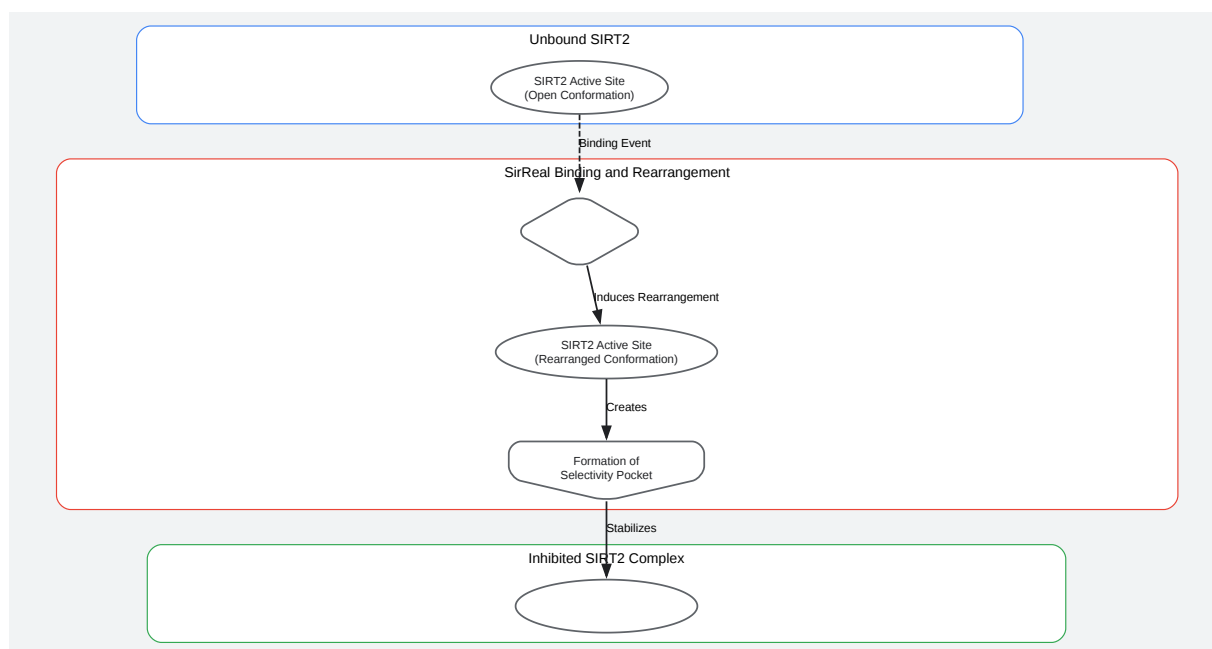 Unbound SIRT2
SIRT2 Active Site
(Open Conformation)
Binding Event
SirReal Binding and Rearrangement
Induces Rearrangement
SIRT2 Active Site
(Rearranged Conformation)
Creates
Formation of
Selectivity Pocket
Stabilizes
Inhibited SIRT2 Complex